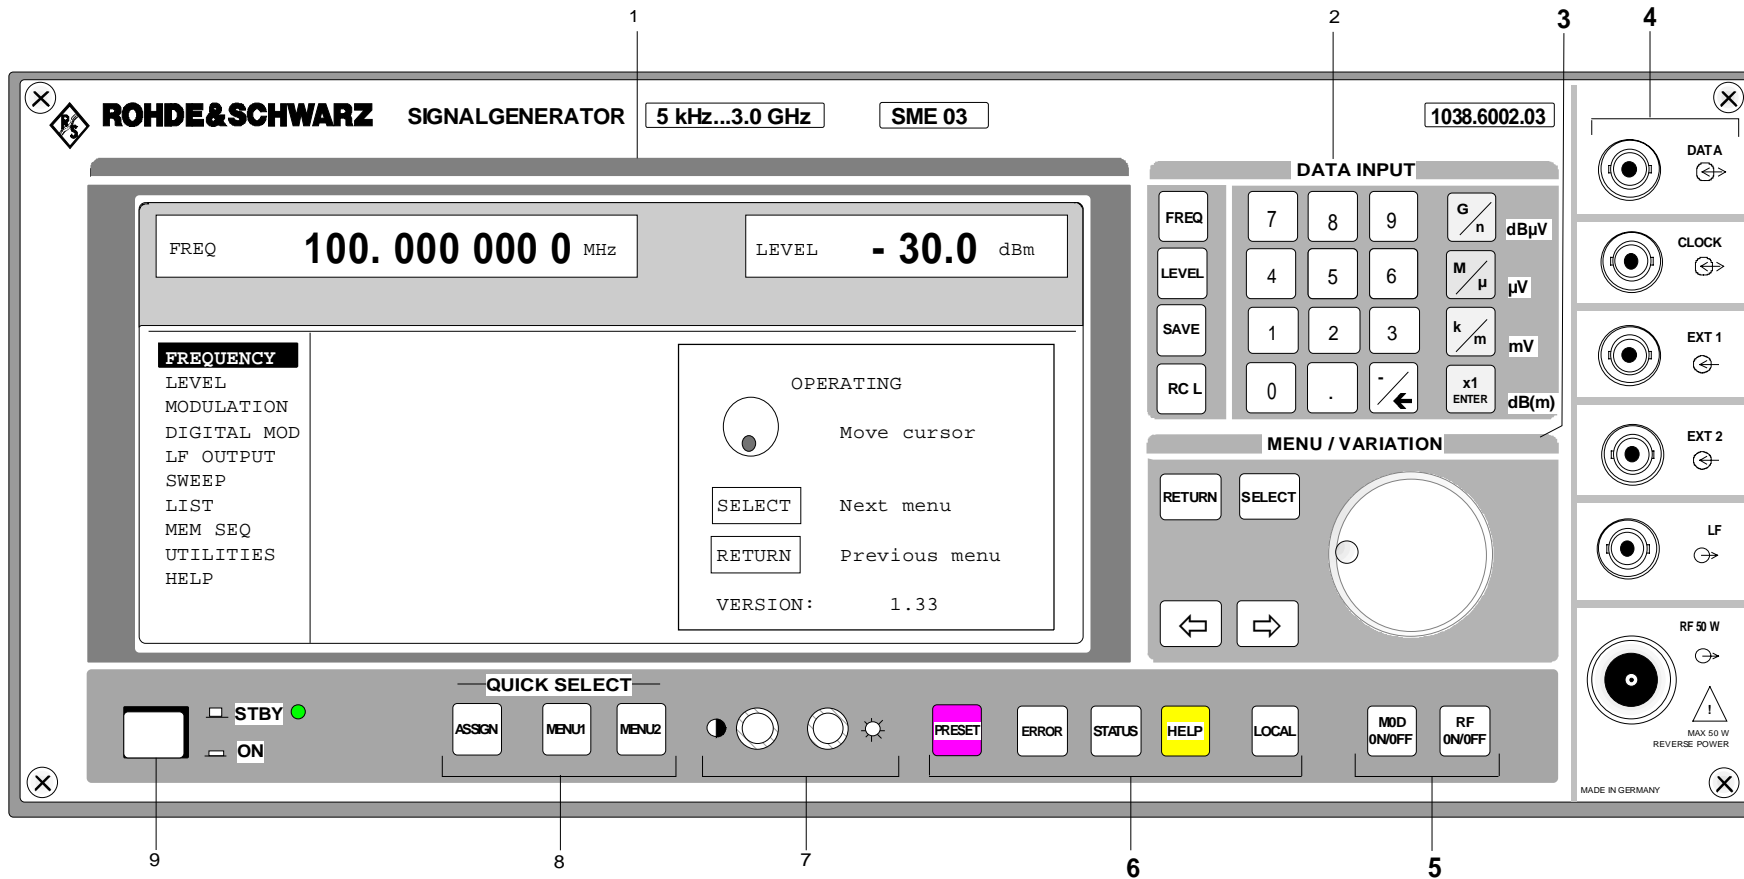 1
2
3
4
ROHDE&SCHWARZ SIGNALGENERATOR 5 kHz...3.0 GHz SME 03 1038.6002.03
R S
FREQ 100. 000 000 0 MHz
LEVEL - 30.0 dBm
FREQUENCY
LEVEL
MODULATION
DIGITAL MOD
LF OUTPUT
SWEEP
LIST
MEM SEQ
UTILITIES
HELP
OPERATING
Move cursor
SELECT Next menu
RETURN Previous menu
VERSION: 1.33
DATA INPUT
FREQ 7 8 9 G/n dBµV
LEVEL 4 5 6 M/µ µV
SAVE 1 2 3 k/m mV
RC L 0 . -/← x1 ENTER dB(m)
MENU / VARIATION
RETURN SELECT
⇦ ⇨
DATA
CLOCK
EXT 1
EXT 2
LF
RF 50 W
!
MAX 50 W
REVERSE POWER
MADE IN GERMANY
STBY
ON
QUICK SELECT
ASSIGN MENU1 MENU2
PRESET ERROR STATUS HELP LOCAL
M0D 0N/0FF
RF 0N/0FF
9
8
7
6
5